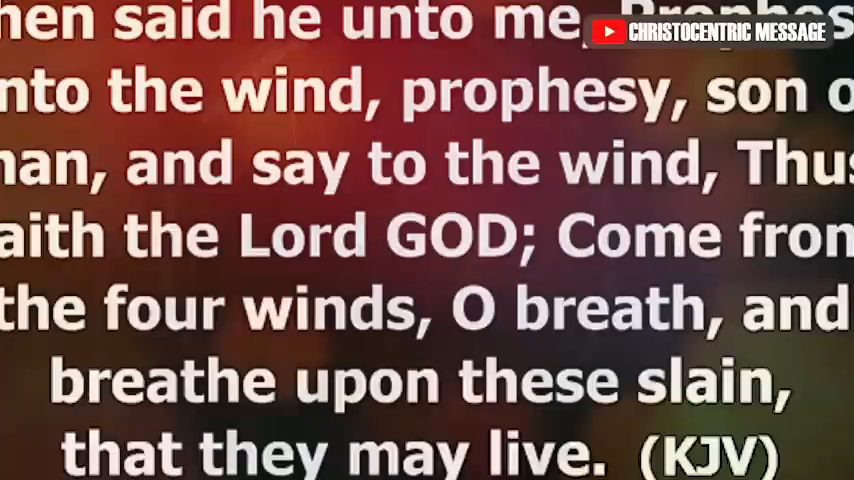 hen said he unto me, Prophes
CHRISTOCENTRIC MESSAGE
nto the wind, prophesy, son o
nan, and say to the wind, Thus
aith the Lord GOD; Come from
the four winds, O breath, and
breathe upon these slain,
that they may live. (KJV)